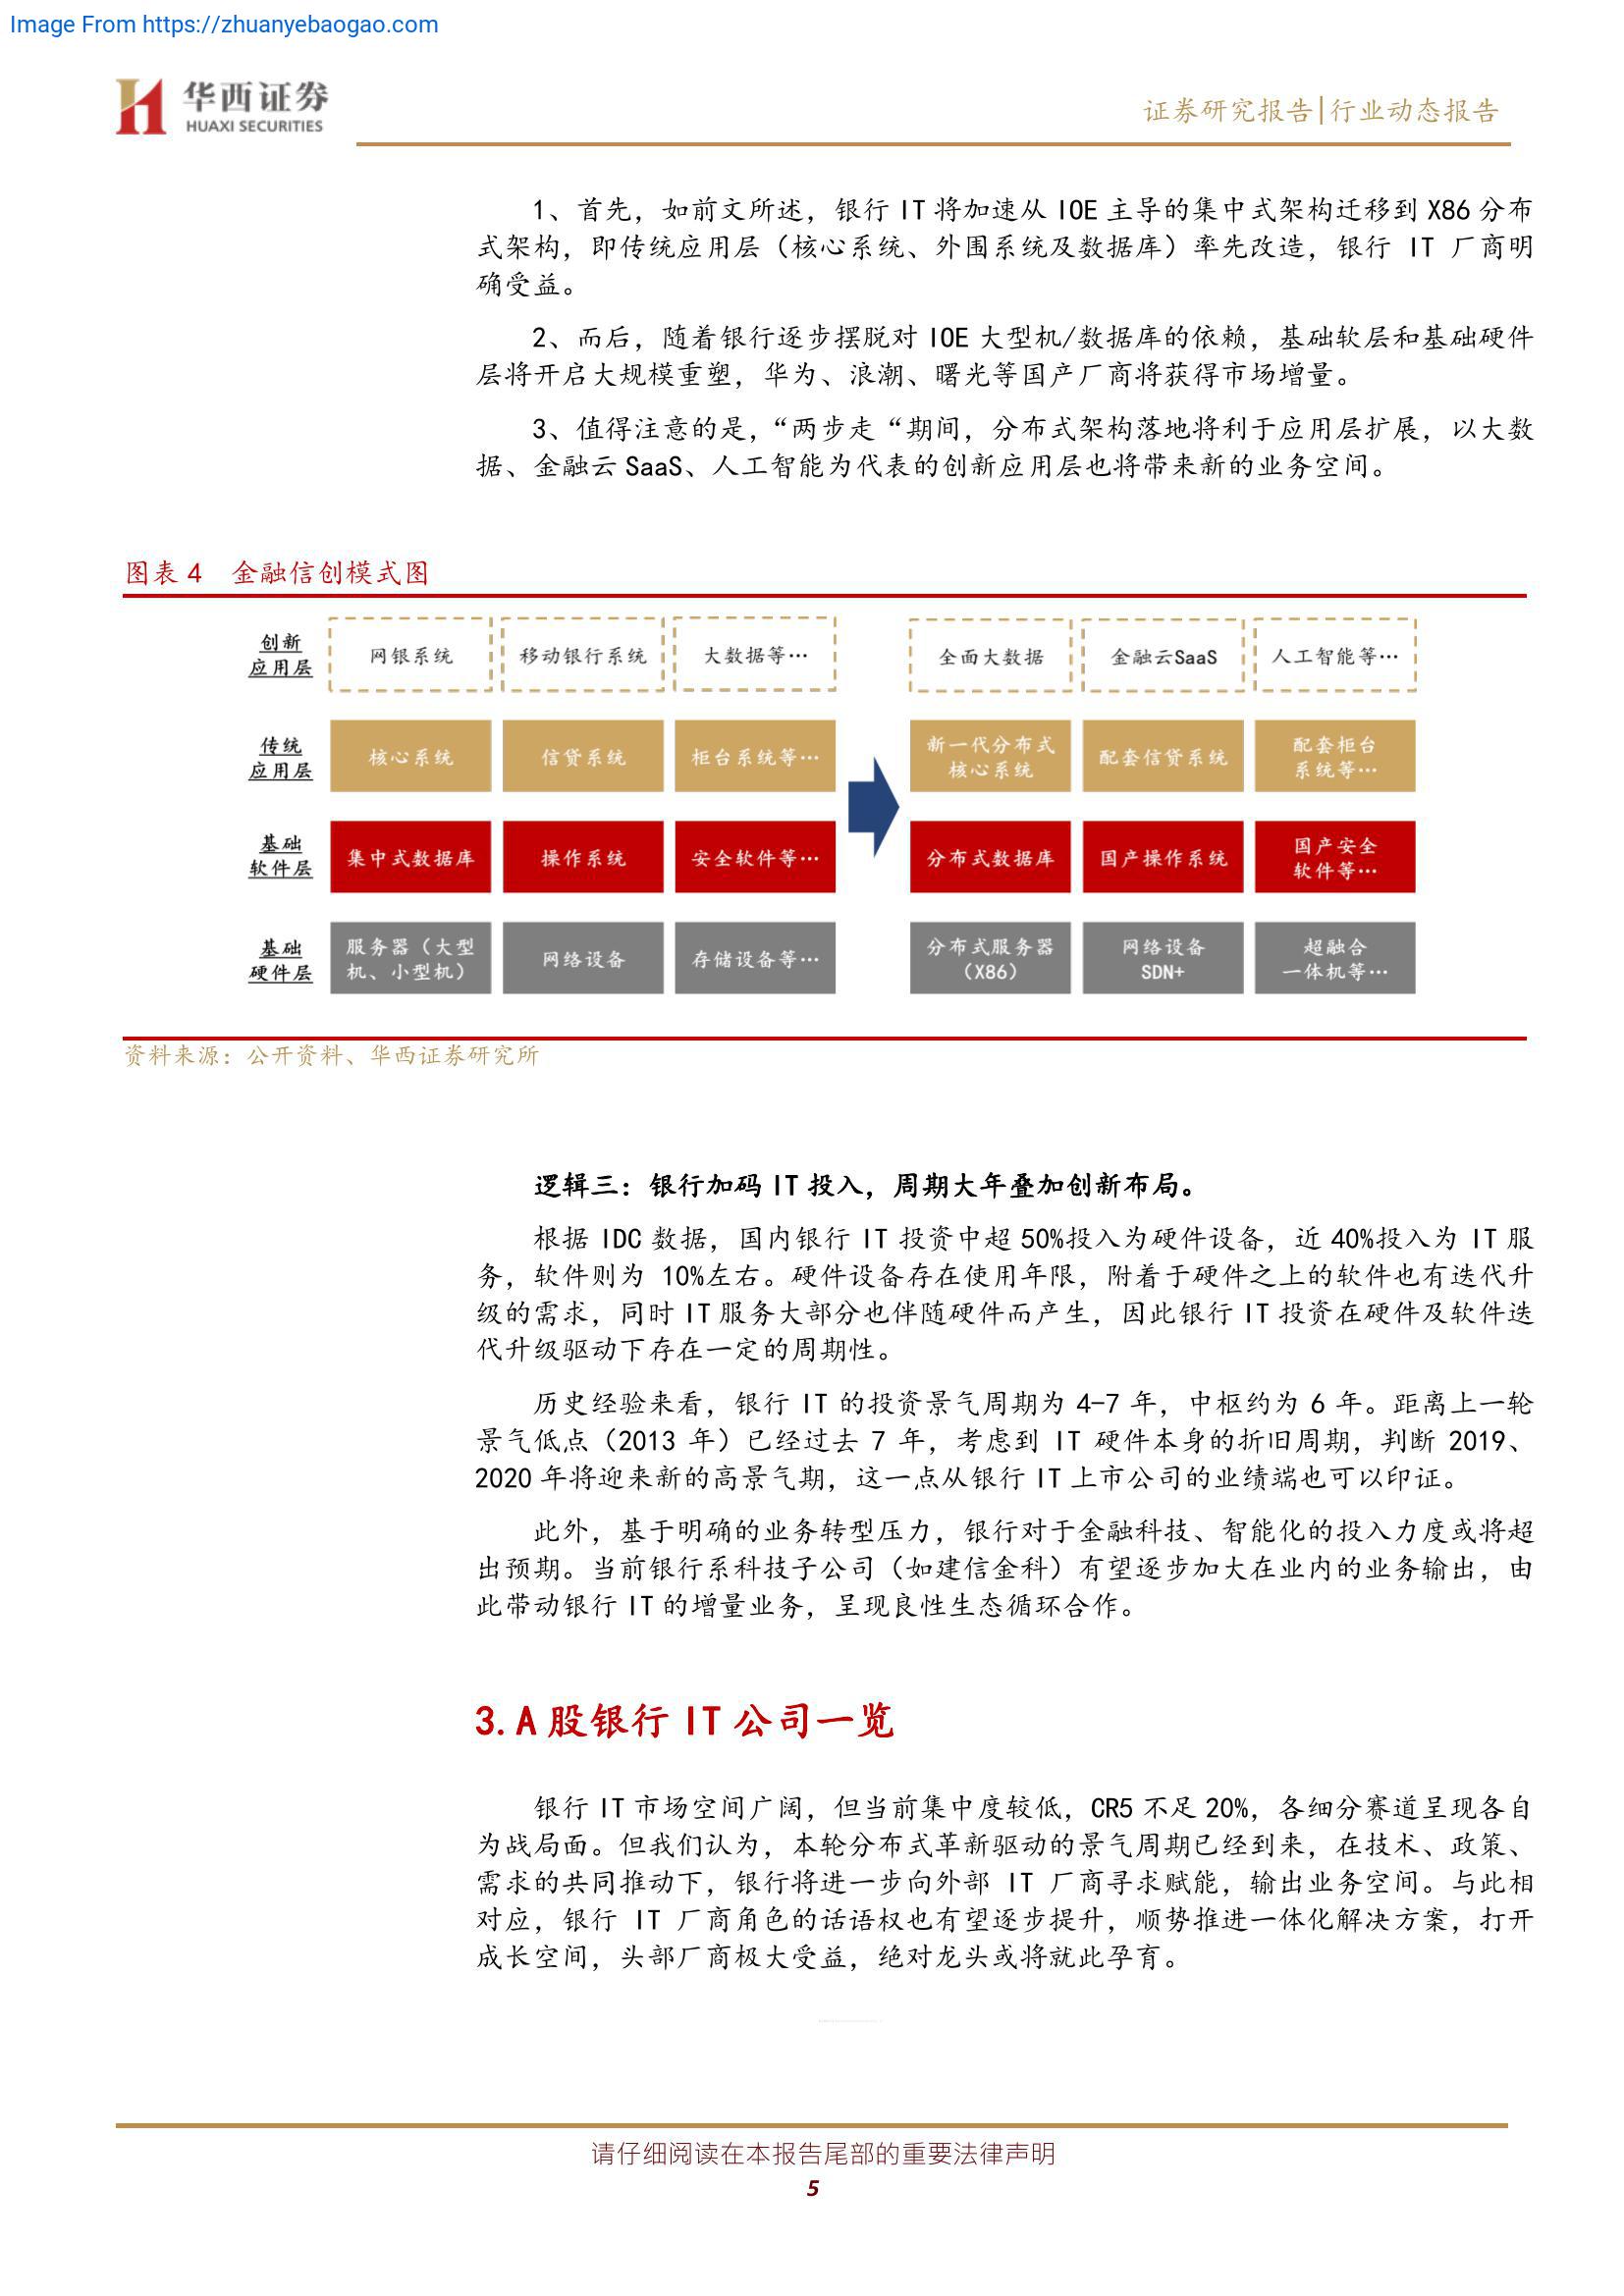 Image From https://zhuanyebaogao.com
华西证券
HUAXI SECURITIES
证券研究报告|行业动态报告
1、首先，如前文所述，银行 IT 将加速从 IOE 主导的集中式架构迁移到 X86 分布
式架构，即传统应用层（核心系统、外围系统及数据库）率先改造，银行 IT 厂商明
确受益。
2、而后，随着银行逐步摆脱对 IOE 大型机/数据库的依赖，基础软层和基础硬件
层将开启大规模重塑，华为、浪潮、曙光等国产厂商将获得市场增量。
3、值得注意的是，“两步走“期间，分布式架构落地将利于应用层扩展，以大数
据、金融云 SaaS、人工智能为代表的创新应用层也将带来新的业务空间。
图表 4 金融信创模式图
创新
应用层
网银系统
移动银行系统
大数据等…
全面大数据
金融云SaaS
人工智能等…
传统
应用层
核心系统
信贷系统
柜台系统等…
新一代分布式
核心系统
配套信贷系统
配套柜台
系统等…
基础
软件层
集中式数据库
操作系统
安全软件等…
分布式数据库
国产操作系统
国产安全
软件等…
基础
硬件层
服务器（大型
机、小型机）
网络设备
存储设备等…
分布式服务器
（X86）
网络设备
SDN+
超融合
一体机等…
资料来源：公开资料、华西证券研究所
逻辑三：银行加码 IT 投入，周期大年叠加创新布局。
根据 IDC 数据，国内银行 IT 投资中超 50%投入为硬件设备，近 40%投入为 IT 服
务，软件则为 10%左右。硬件设备存在使用年限，附着于硬件之上的软件也有迭代升
级的需求，同时 IT 服务大部分也伴随硬件而产生，因此银行 IT 投资在硬件及软件迭
代升级驱动下存在一定的周期性。
历史经验来看，银行 IT 的投资景气周期为 4-7 年，中枢约为 6 年。距离上一轮
景气低点（2013 年）已经过去 7 年，考虑到 IT 硬件本身的折旧周期，判断 2019、
2020 年将迎来新的高景气期，这一点从银行 IT 上市公司的业绩端也可以印证。
此外，基于明确的业务转型压力，银行对于金融科技、智能化的投入力度或将超
出预期。当前银行系科技子公司（如建信金科）有望逐步加大在业内的业务输出，由
此带动银行 IT 的增量业务，呈现良性生态循环合作。
3. A 股银行 IT 公司一览
银行 IT 市场空间广阔，但当前集中度较低，CR5 不足 20%，各细分赛道呈现各自
为战局面。但我们认为，本轮分布式革新驱动的景气周期已经到来，在技术、政策、
需求的共同推动下，银行将进一步向外部 IT 厂商寻求赋能，输出业务空间。与此相
对应，银行 IT 厂商角色的话语权也有望逐步提升，顺势推进一体化解决方案，打开
成长空间，头部厂商极大受益，绝对龙头或将就此孕育。
请仔细阅读在本报告尾部的重要法律声明
5